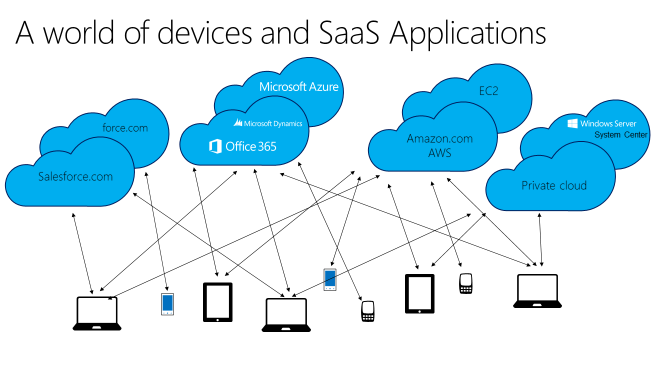 A world of devices and SaaS Applications
Microsoft Azure
EC2
force.com
Microsoft Dynamics
Office 365
Amazon.com
AWS
Windows Server
System Center
Salesforce.com
Private cloud